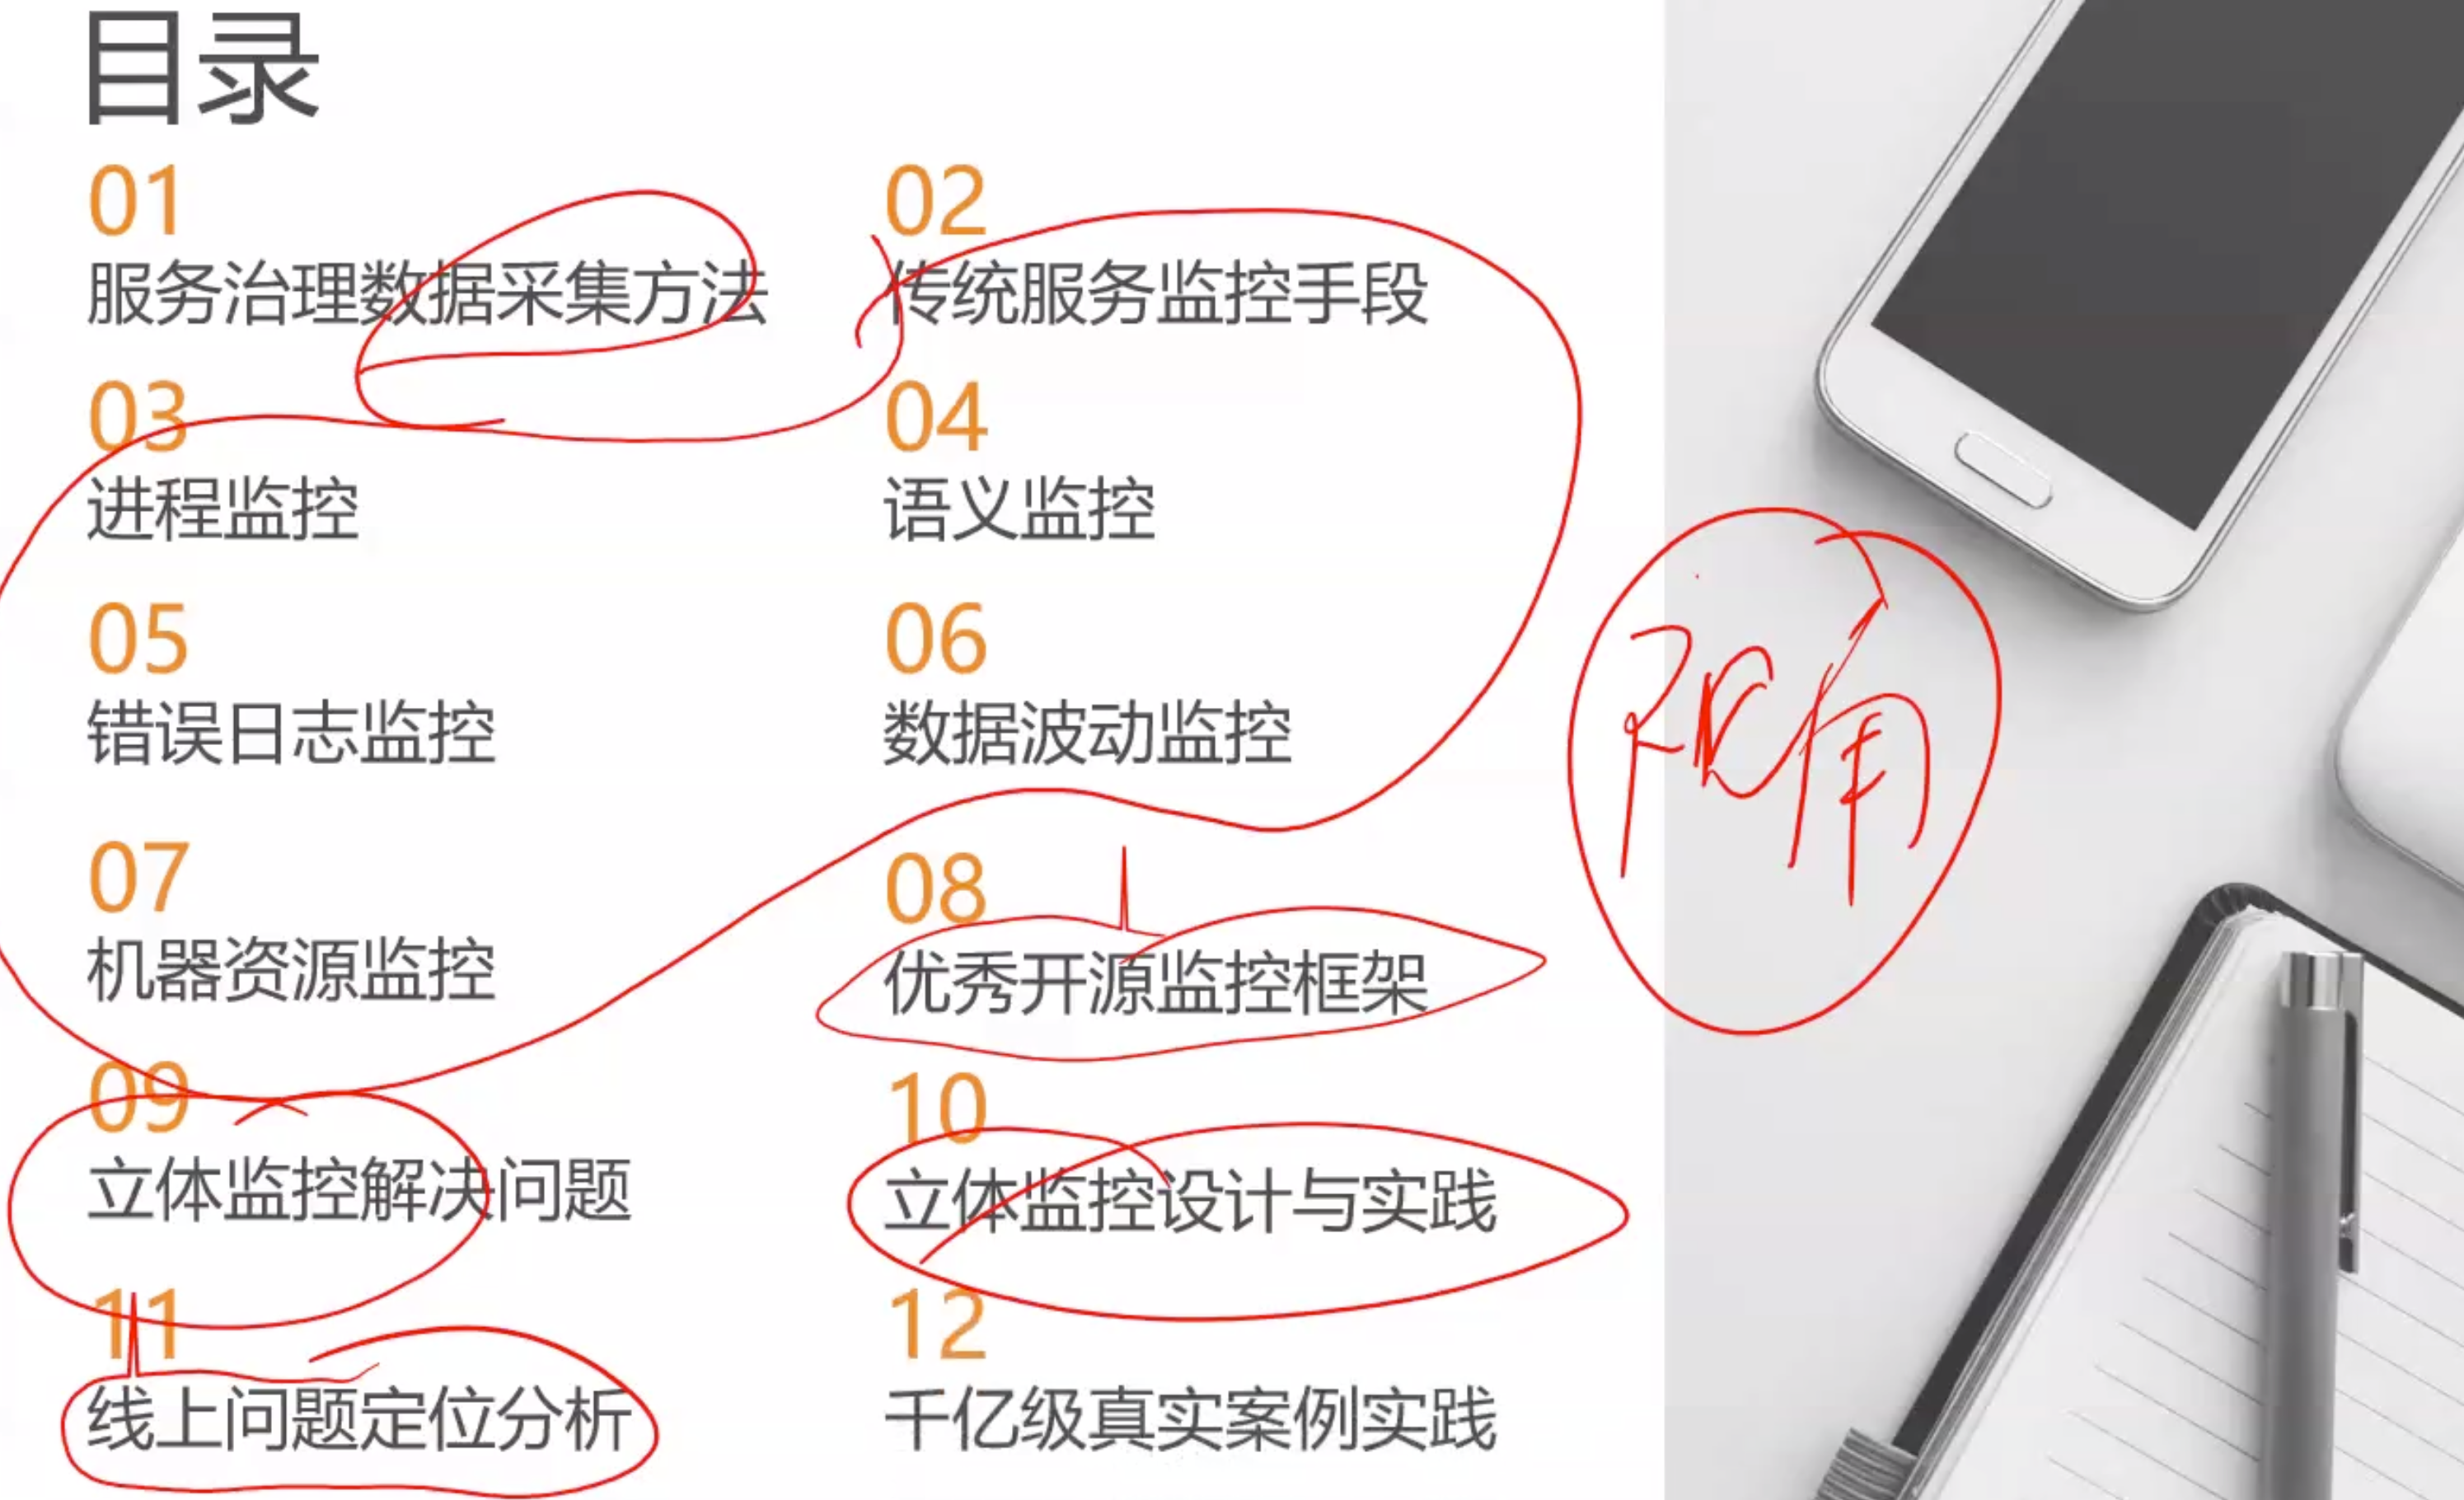 目录
01
服务治理数据采集方法
02
传统服务监控手段
03
进程监控
04
语义监控
05
错误日志监控
06
数据波动监控
07
机器资源监控
08
优秀开源监控框架
09
立体监控解决问题
10
立体监控设计与实践
11
线上问题定位分析
12
千亿级真实案例实践